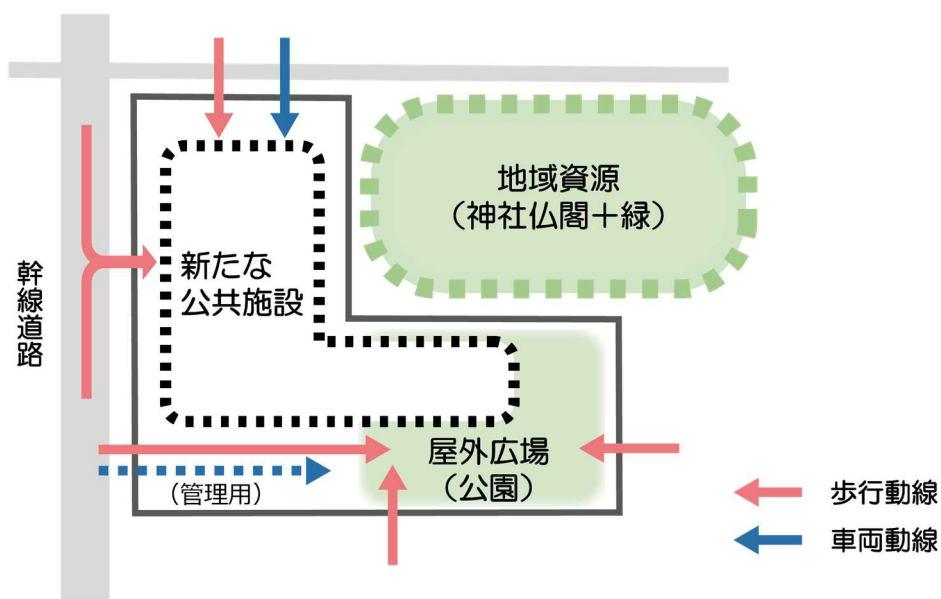 地域資源
（神社仏閣＋緑）
新たな
公共施設
幹線道路
屋外広場
（公園）
（管理用）
歩行動線
車両動線